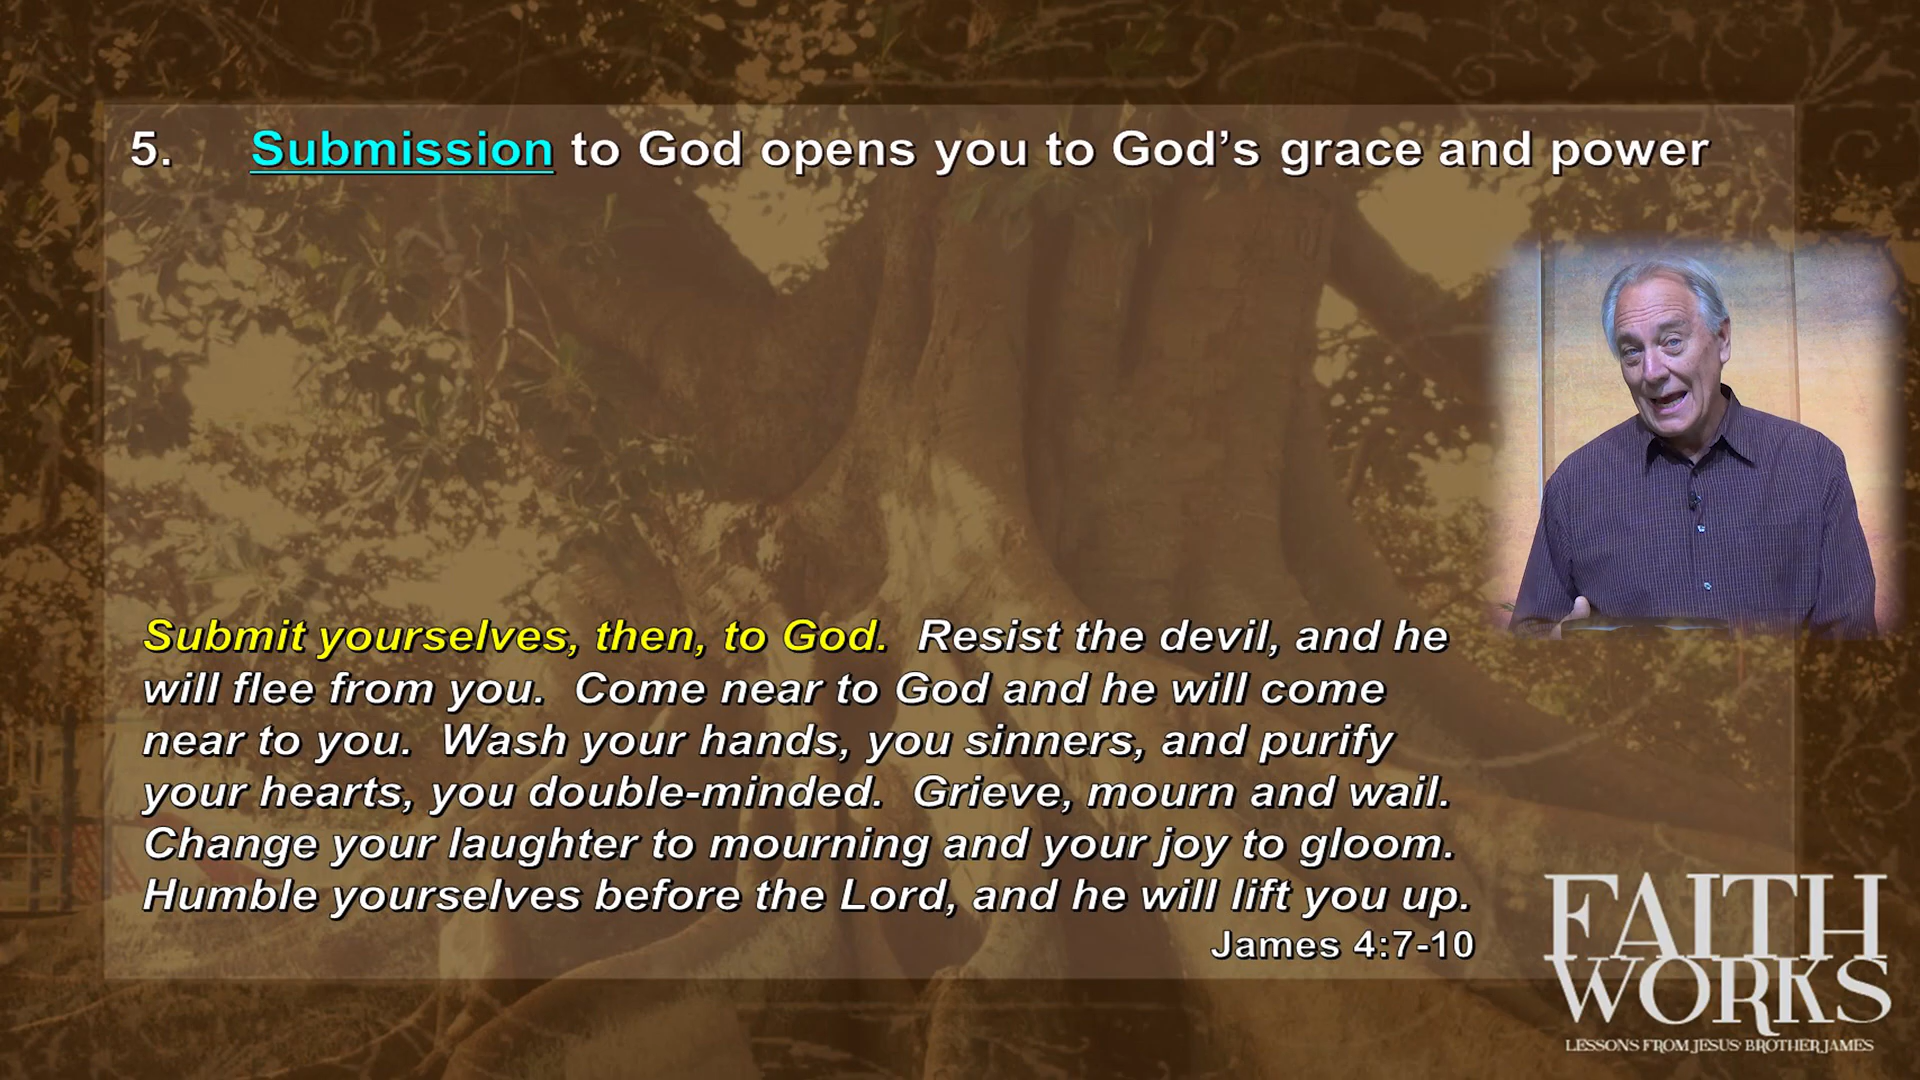 5. Submission to God opens you to God's grace and power
Submit yourselves, then, to God. Resist the devil, and he
will flee from you. Come near to God and he will come
near to you. Wash your hands, you sinners, and purify
your hearts, you double-minded. Grieve, mourn and wail.
Change your laughter to mourning and your joy to gloom.
Humble yourselves before the Lord, and he will lift you up.
James 4:7-10
FAITH
WORKS
LESSONS FROM JESUS' BROTHER JAMES